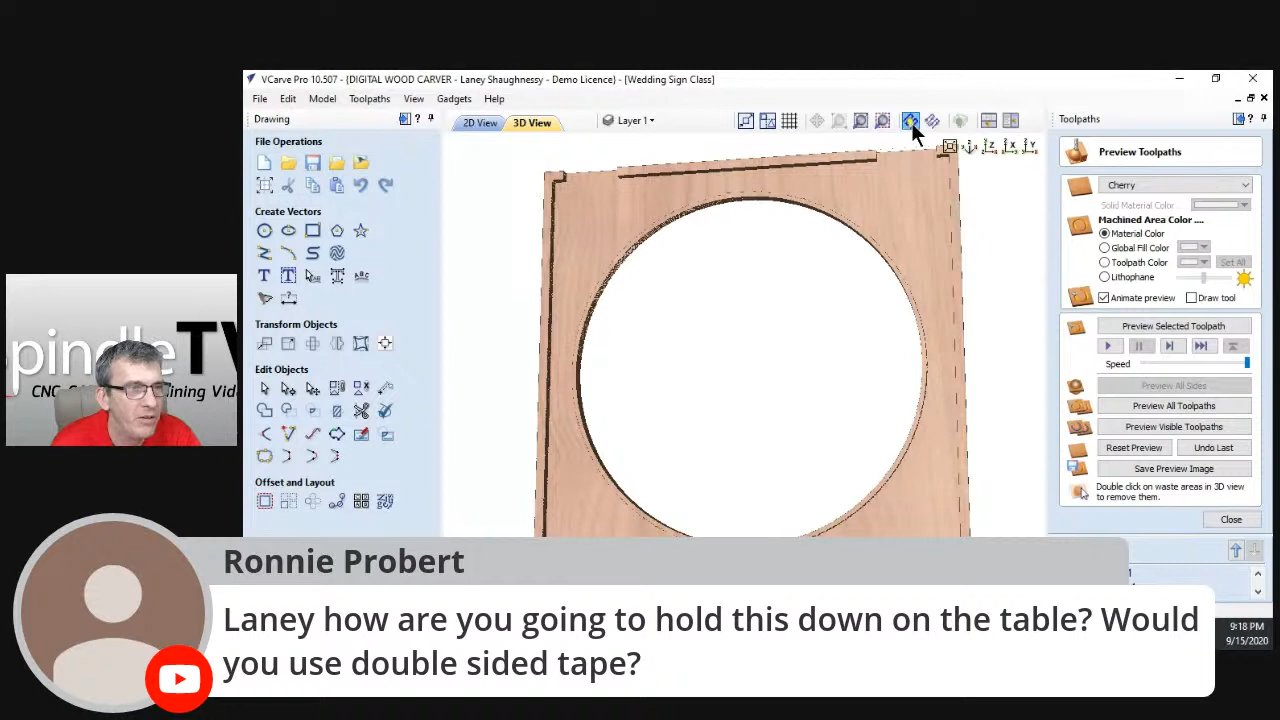 VCarve Pro 10.507 - {DIGITAL WOOD CARVER - Laney Shaughnessy - Demo Licence} - [Wedding Sign Class]
File Edit Model Toolpaths View Gadgets Help
Drawing
2D View 3D View Layer 1
Toolpaths
File Operations
Create Vectors
Transform Objects
Edit Objects
Offset and Layout
Preview Toolpaths
Cherry
Solid Material Color
Machined Area Color ....
Material Color
Global Fill Color
Toolpath Color Set All
Lithophane
Animate preview Draw tool
Preview Selected Toolpath
Speed
Preview All Sides
Preview All Toolpaths
Preview Visible Toolpaths
Reset Preview Undo Last
Save Preview Image
Double click on waste areas in 3D view
to remove them.
Close
9:18 PM
9/15/2020
Ronnie Probert
Laney how are you going to hold this down on the table? Would
you use double sided tape?